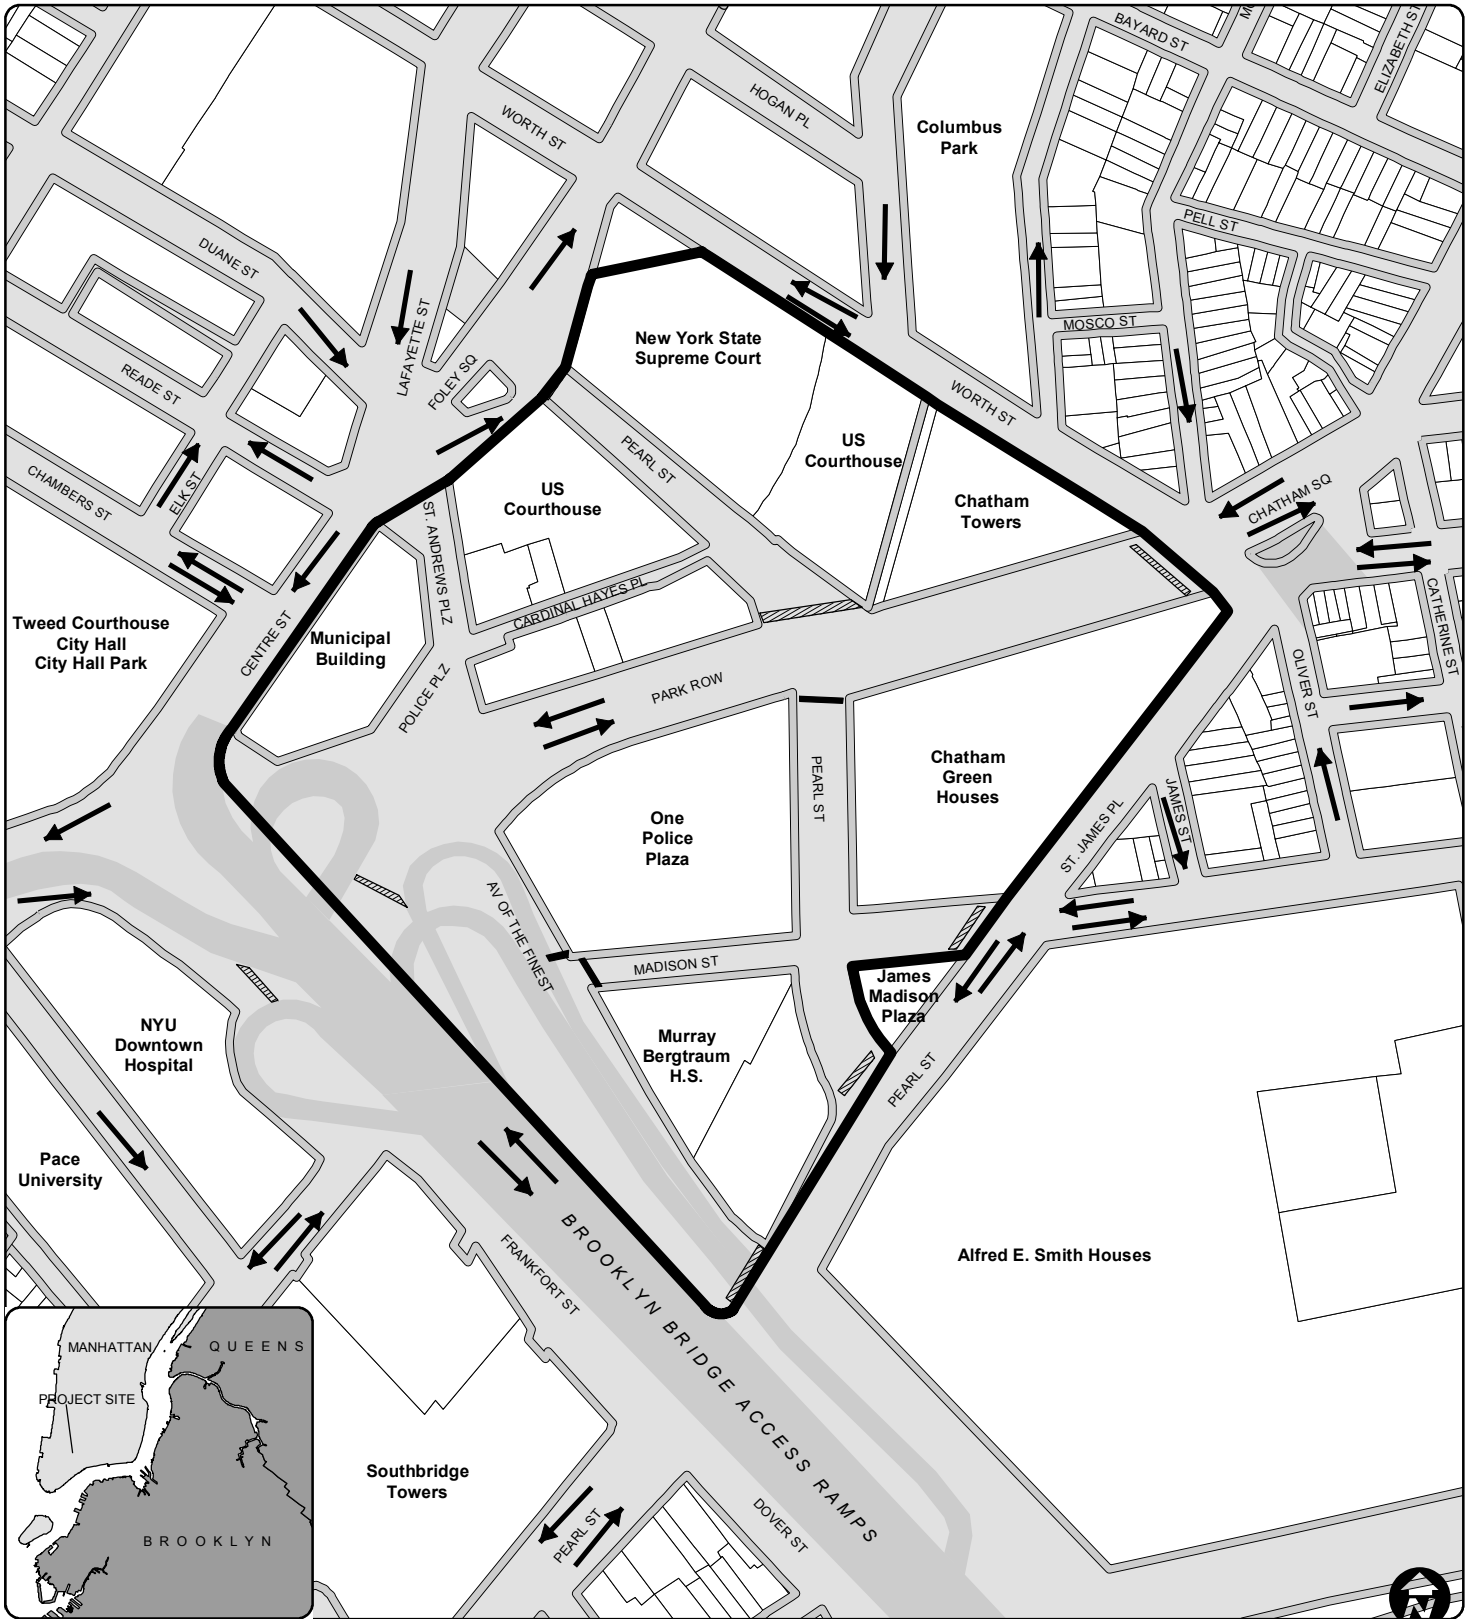 BAYARD ST
ELIZABETH ST
HOGAN PL
WORTH ST
Columbus
Park
PELL ST
DUANE ST
MOSCO ST
LAFAYETTE ST
New York State
Supreme Court
FOLEY SQ
READE ST
WORTH ST
PEARL ST
US
Courthouse
CHAMBERS ST
ELK ST
US
Courthouse
Chatham
Towers
CHATHAM SQ
ST. ANDREWS PLZ
CARDINAL HAYES PL
Tweed Courthouse
City Hall
City Hall Park
CENTRE ST
Municipal
Building
CATHERINE ST
OLIVER ST
POLICE PLZ
PARK ROW
PEARL ST
Chatham
Green
Houses
One
Police
Plaza
JAMES ST
ST. JAMES PL
AV OF THE FINEST
MADISON ST
James
Madison
Plaza
NYU
Downtown
Hospital
Murray
Bergtraum
H.S.
PEARL ST
Pace
University
FRANKFORT ST
BROOKLYN BRIDGE ACCESS RAMPS
Alfred E. Smith Houses
MANHATTAN
QUEENS
PROJECT SITE
BROOKLYN
Southbridge
Towers
PEARL ST
DOVER ST
N